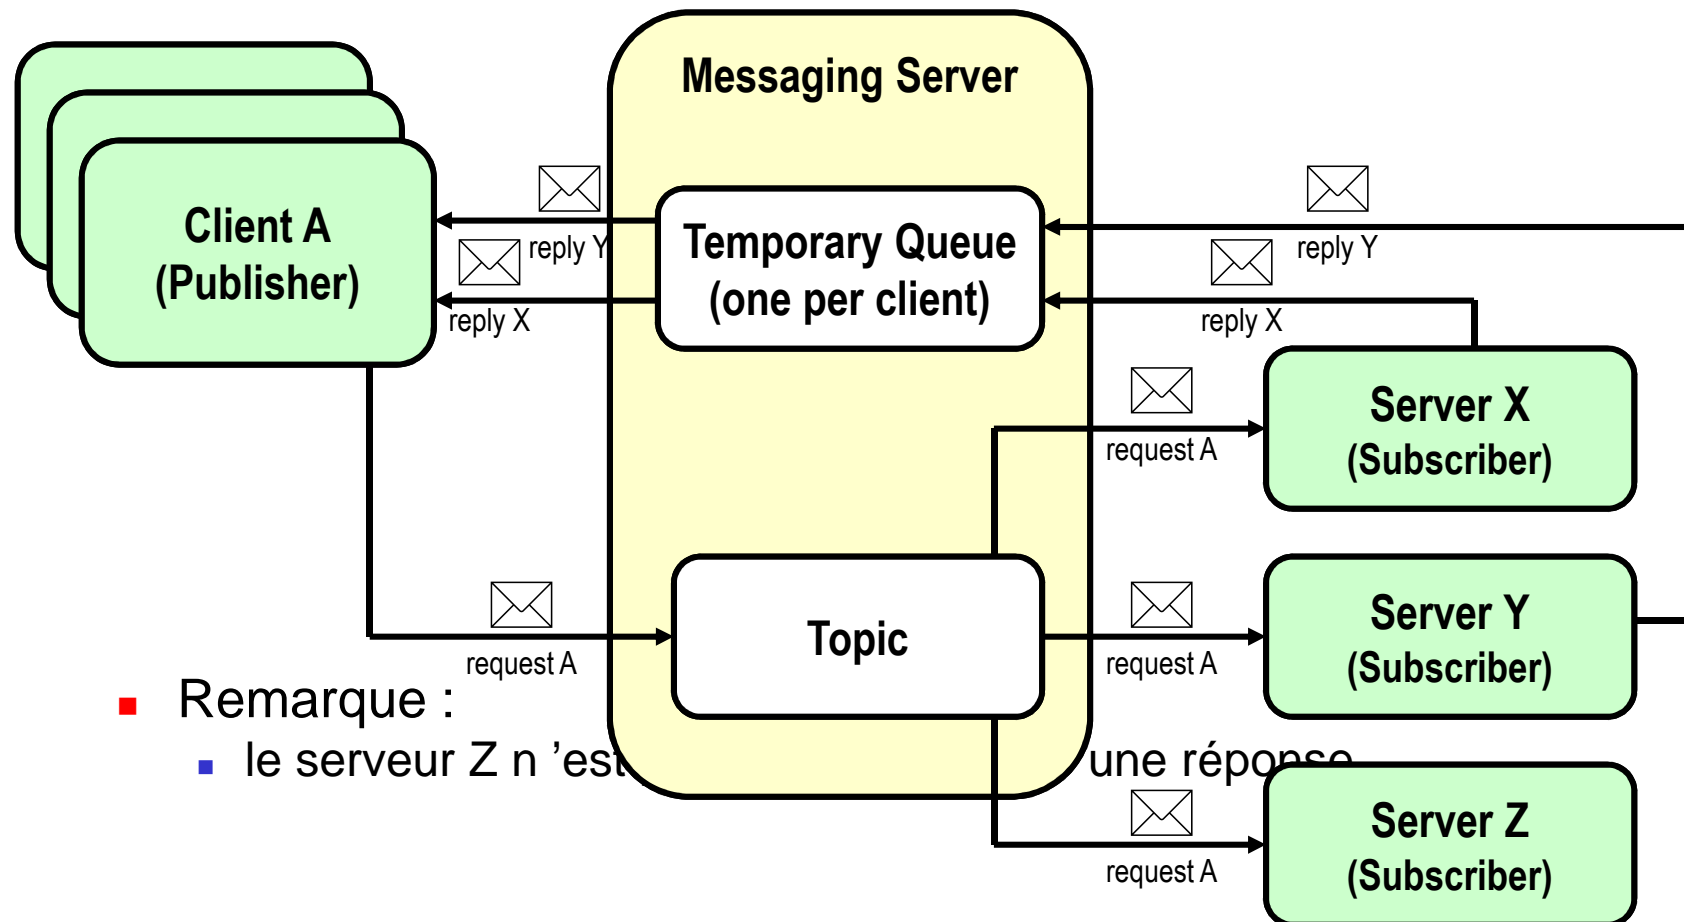 Messaging Server
Client A
(Publisher)
reply Y
reply X
Temporary Queue
(one per client)
reply Y
reply X
request A
Server X
(Subscriber)
request A
Topic
request A
Server Y
(Subscriber)
Remarque :
le serveur Z n ’est une réponse
request A
Server Z
(Subscriber)